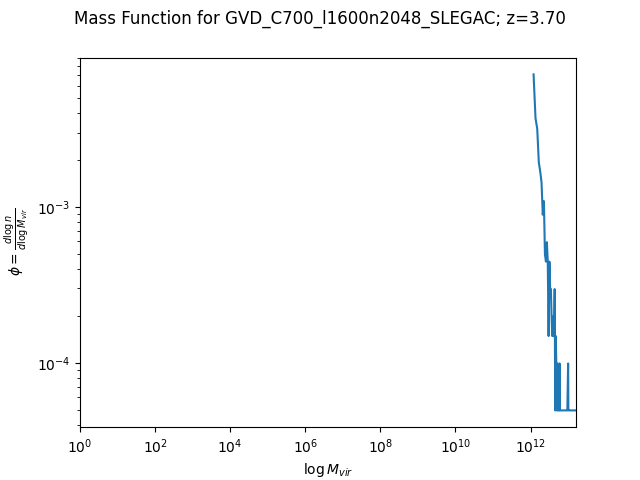 Mass Function for GVD_C700_l1600n2048_SLEGAC; z=3.70
ϕ = d log n / d log M_vir
10^-3
10^-4
10^0 10^2 10^4 10^6 10^8 10^10 10^12
log M_vir